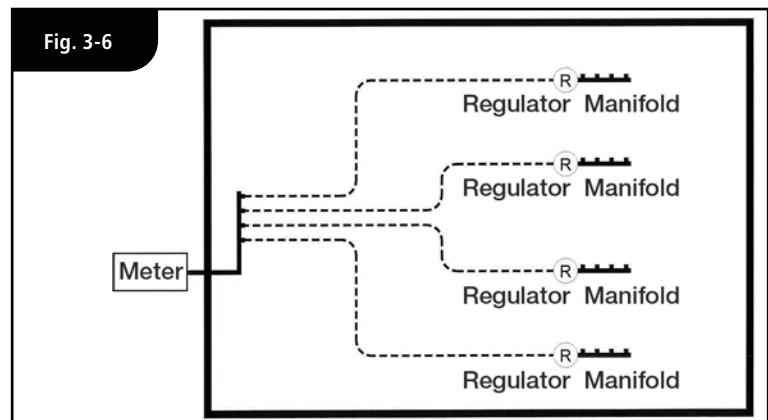 Fig. 3-6
R
Regulator Manifold
R
Regulator Manifold
Meter
R
Regulator Manifold
R
Regulator Manifold